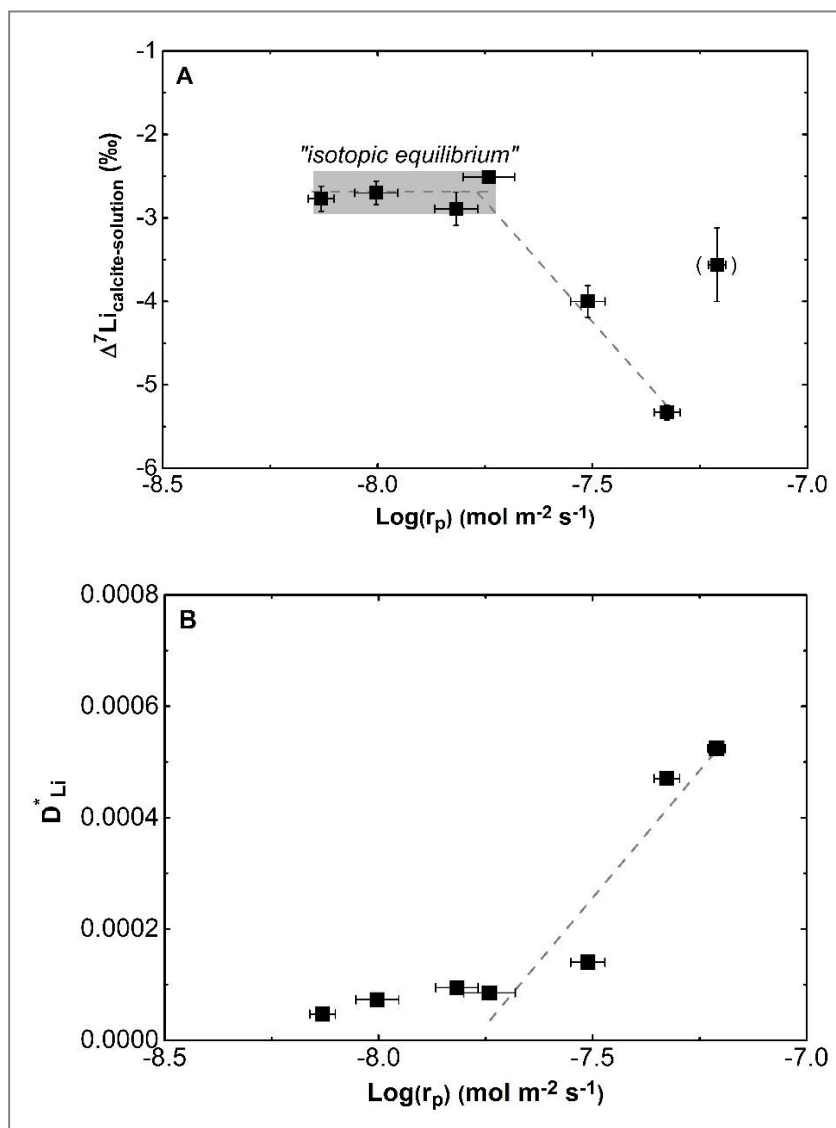 A
"isotopic equilibrium"
( )
-1
-2
-3
-4
-5
-6
Δ⁷Li calcite-solution (‰)
-8.5 -8.0 -7.5 -7.0
Log(rₚ) (mol m⁻² s⁻¹)
B
0.0008
0.0006
0.0004
0.0002
0.0000
D*Li
-8.5 -8.0 -7.5 -7.0
Log(rₚ) (mol m⁻² s⁻¹)